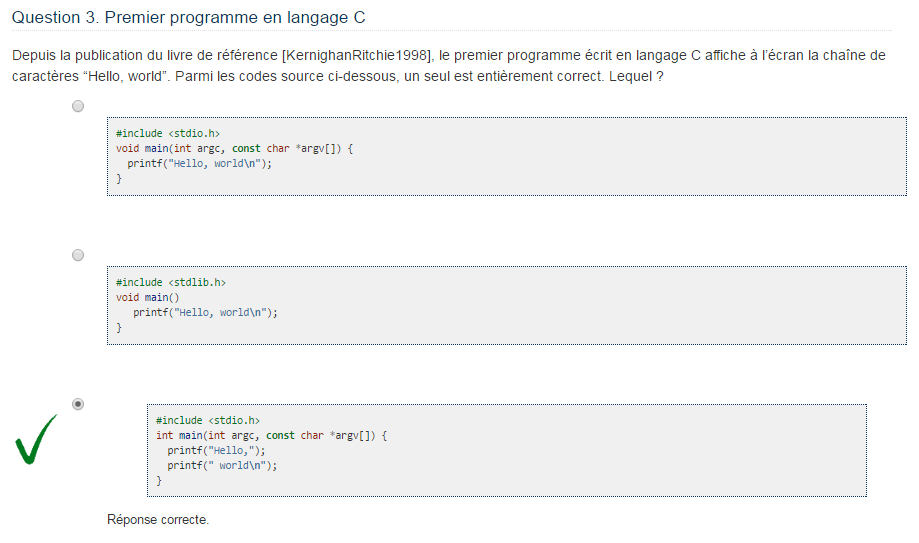 Question 3. Premier programme en langage C
Depuis la publication du livre de référence [KernighanRitchie1998], le premier programme écrit en langage C affiche à l’écran la chaîne de
caractères “Hello, world”. Parmi les codes source ci-dessous, un seul est entièrement correct. Lequel ?
#include <stdio.h>
void main(int argc, const char *argv[]) {
  printf("Hello, world\n");
}
#include <stdlib.h>
void main()
   printf("Hello, world\n");
}
#include <stdio.h>
int main(int argc, const char *argv[]) {
  printf("Hello,");
  printf(" world\n");
}
Réponse correcte.